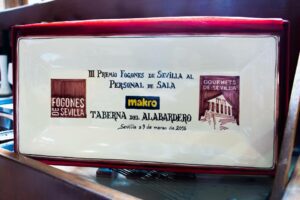 III PREMIO FOGONES DE SEVILLA AL
PERSONAL DE SALA
FOGONES
DE
SEVILLA
makro
GOURMETS
DE SEVILLA
TABERNA DEL ALABARDERO